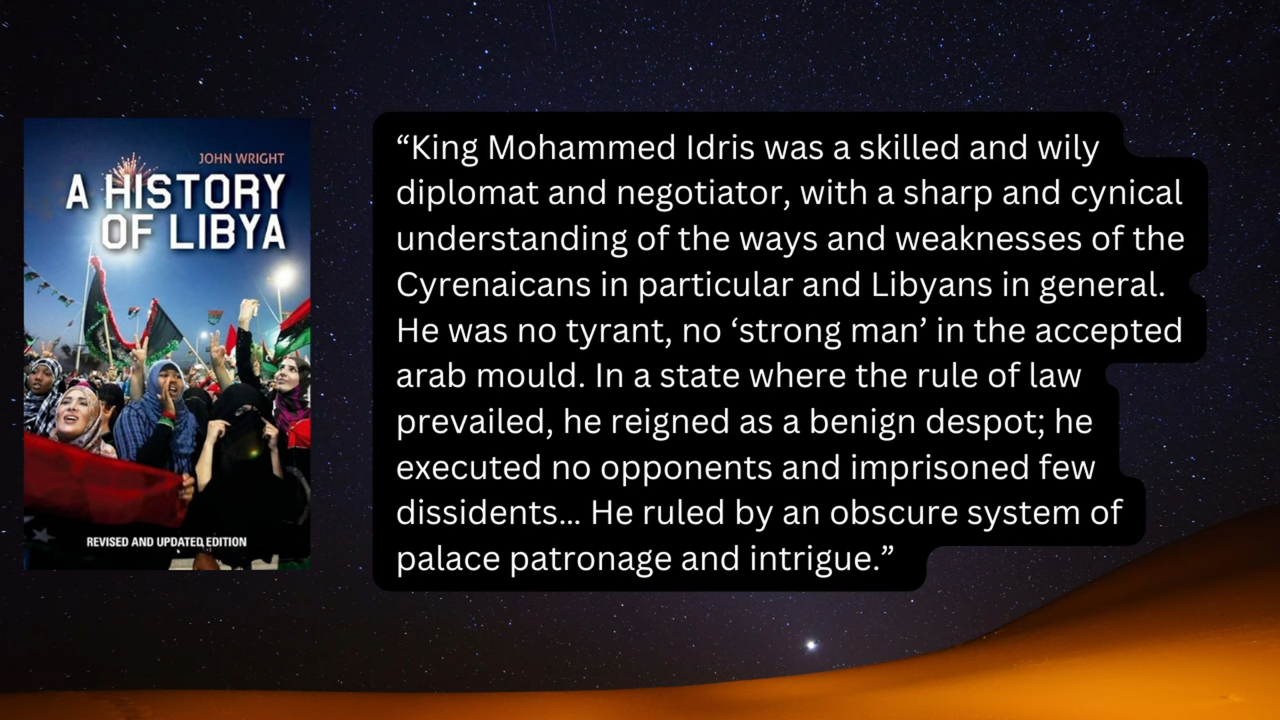 JOHN WRIGHT
A HISTORY
OF LIBYA
REVISED AND UPDATED EDITION
“King Mohammed Idris was a skilled and wily
diplomat and negotiator, with a sharp and cynical
understanding of the ways and weaknesses of the
Cyrenaicans in particular and Libyans in general.
He was no tyrant, no ‘strong man’ in the accepted
arab mould. In a state where the rule of law
prevailed, he reigned as a benign despot; he
executed no opponents and imprisoned few
dissidents... He ruled by an obscure system of
palace patronage and intrigue.”